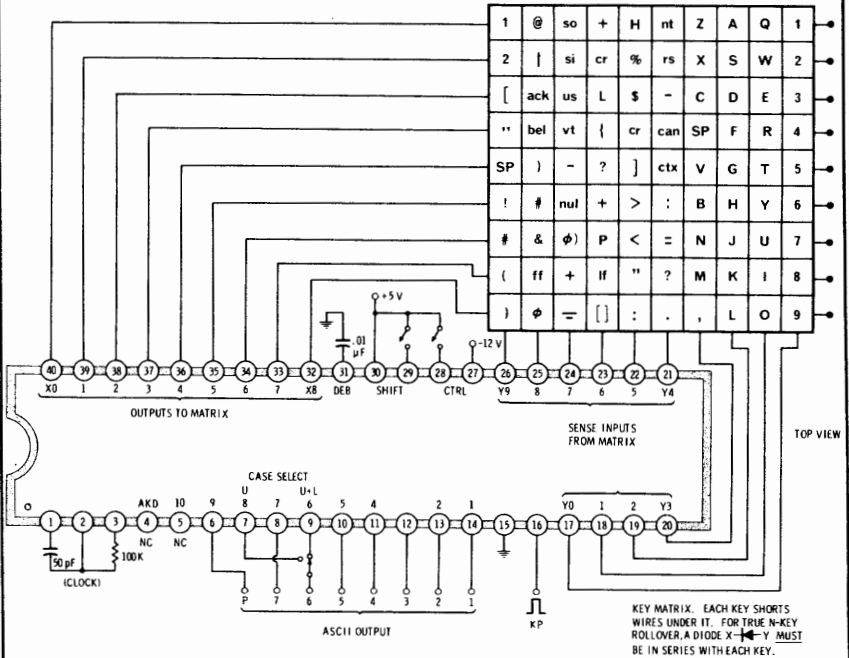 1 @ so + H nt Z A Q 1
2 † si cr % rs X S W 2
[ ack us L $ - C D E 3
" bel vt { cr can SP F R 4
SP ) - ? ] ctx V G T 5
! # nul + > : B H Y 6
# & φ) P < = N J U 7
( ff + lf " ? M K I 8
) φ = [ ] : . , L O 9
+5 V
.01
μF
-12 V
40 39 38 37 36 35 34 33 32 31 30 29 28 27 26 25 24 23 22 21
X0 1 2 3 4 5 6 7 X8 DEB SHIFT CTRL Y9 8 7 6 5 Y4
OUTPUTS TO MATRIX
SENSE INPUTS
FROM MATRIX
TOP VIEW
CASE SELECT
U U+L
AKD 10 9 8 7 6 5 4 2 1 Y0 1 2 Y3
1 2 3 4 5 6 7 8 9 10 11 12 13 14 15 16 17 18 19 20
NC NC
50 pF 100K
(CLOCK)
P 7 6 5 4 3 2 1
KP
ASCII OUTPUT
KEY MATRIX. EACH KEY SHORTS
WIRES UNDER IT. FOR TRUE N-KEY
ROLLOVER, A DIODE X Y MUST
BE IN SERIES WITH EACH KEY.